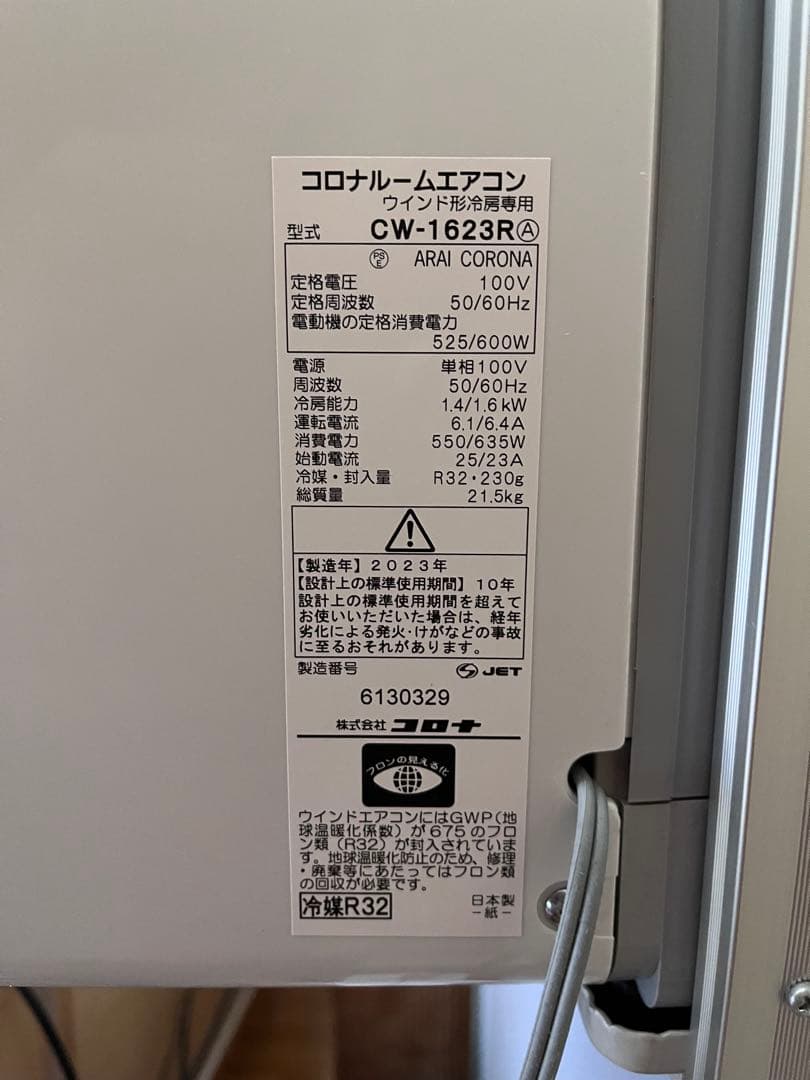 コロナルームエアコン
ウインド形冷房専用
型式 CW-1623RⒶ
PSE ARAI CORONA
定格電圧 100V
定格周波数 50/60Hz
電動機の定格消費電力
525/600W
電源 単相100V
周波数 50/60Hz
冷房能力 1.4/1.6kW
運転電流 6.1/6.4A
消費電力 550/635W
始動電流 25/23A
冷媒・封入量 R32・230g
総質量 21.5kg
【製造年】2023年
【設計上の標準使用期間】10年
設計上の標準使用期間を超えて
お使いいただいた場合は、経年
劣化による発火・けがなどの事故
に至るおそれがあります。
製造番号 JET
6130329
株式会社 コロナ
フロンの見える化
ウインドエアコンにはGWP(地
球温暖化係数)が675のフロ
ン類(R32)が封入されていま
す。地球温暖化防止のため、修理
・廃棄等にあたってはフロン類
の回収が必要です。
冷媒R32 日本製
－紙－